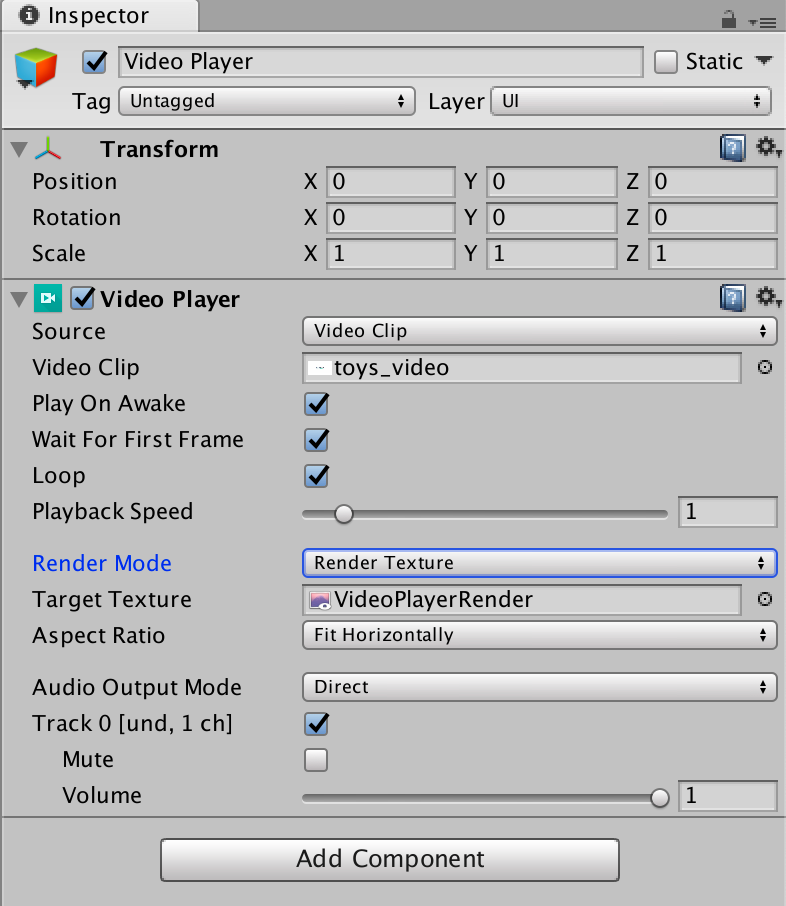 Inspector
Video Player Static
Tag Untagged Layer UI
Transform
Position X 0 Y 0 Z 0
Rotation X 0 Y 0 Z 0
Scale X 1 Y 1 Z 1
Video Player
Source Video Clip
Video Clip toys_video
Play On Awake
Wait For First Frame
Loop
Playback Speed 1
Render Mode Render Texture
Target Texture VideoPlayerRender
Aspect Ratio Fit Horizontally
Audio Output Mode Direct
Track 0 [und, 1 ch]
Mute
Volume 1
Add Component